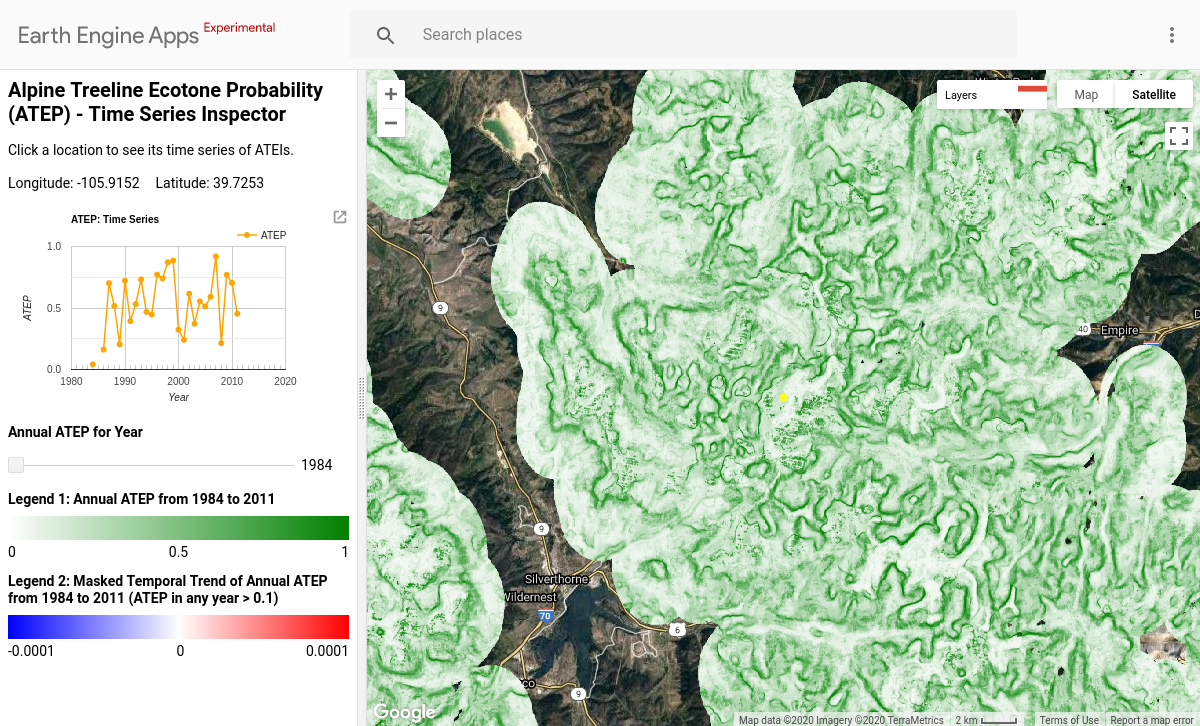 Earth Engine Apps Experimental
Search places
Alpine Treeline Ecotone Probability
(ATEP) - Time Series Inspector
Click a location to see its time series of ATEIs.
Longitude: -105.9152 Latitude: 39.7253
ATEP: Time Series
ATEP
1.0
0.5
0.0
ATEP
1980 1990 2000 2010 2020
Year
Annual ATEP for Year
1984
Legend 1: Annual ATEP from 1984 to 2011
0 0.5 1
Legend 2: Masked Temporal Trend of Annual ATEP
from 1984 to 2011 (ATEP in any year > 0.1)
-0.0001 0 0.0001
+
−
Layers
Map Satellite
9
40 Empire
9
Silverthorne
Wildernest
70
6
9
Google
Map data ©2020 Imagery ©2020 TerraMetrics 2 km Terms of Use Report a map error